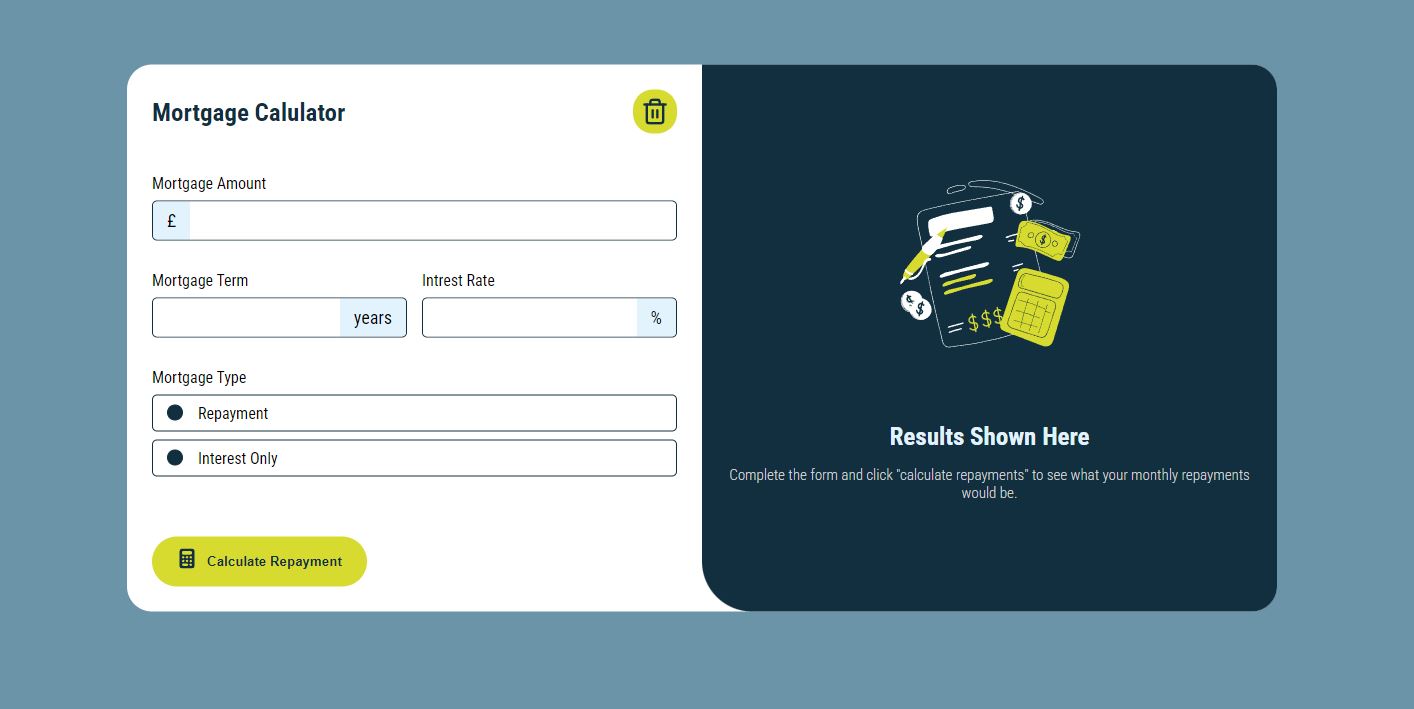 Mortgage Calulator
Mortgage Amount
£
Mortgage Term
Intrest Rate
years
%
Mortgage Type
Repayment
Interest Only
Calculate Repayment
$
$
$
$
$$$
Results Shown Here
Complete the form and click "calculate repayments" to see what your monthly repayments
would be.